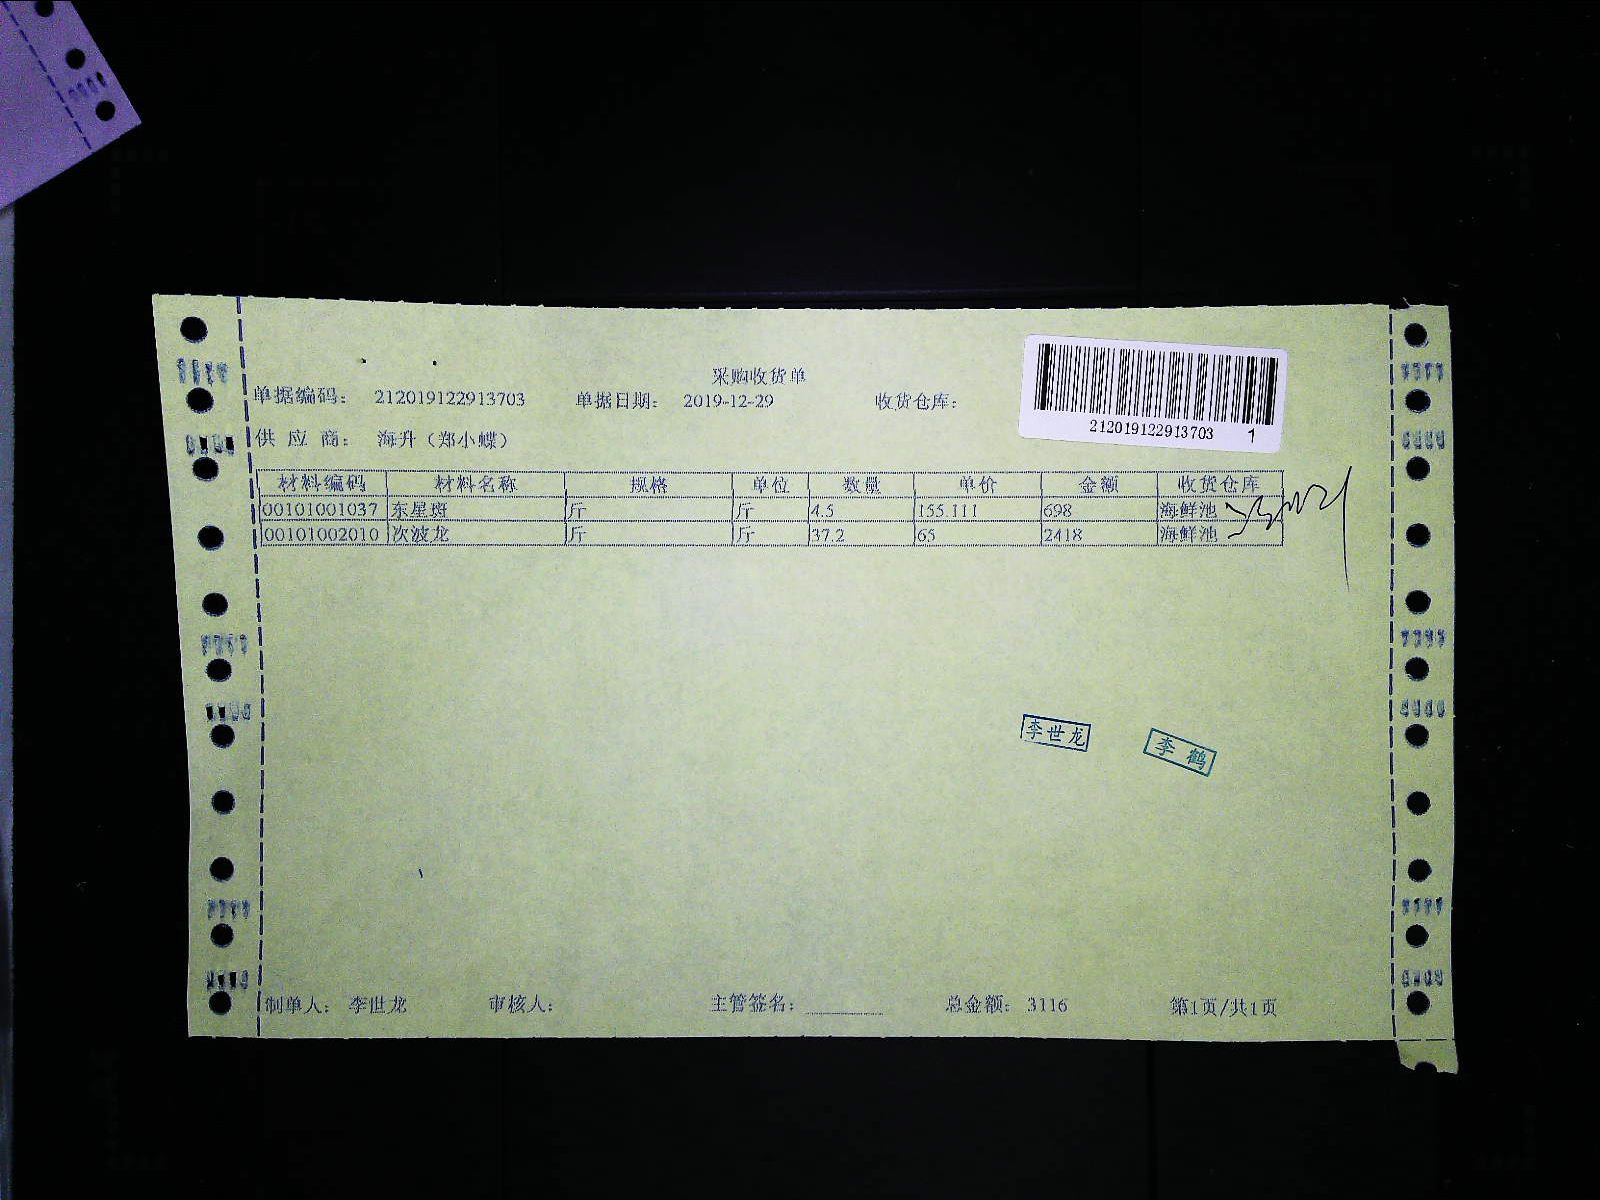 采购收货单
单据编码： 212019122913703 单据日期： 2019-12-29 收货仓库：
212019122913703 1
供 应 商： 海升（郑小蝶）
材料编码 材料名称 规格 单位 数量 单价 金额 收货仓库
00101001037 东星斑 斤 斤 4.5 155.111 698 海鲜池
00101002010 次波龙 斤 斤 37.2 65 2418 海鲜池
李世龙
李 鹤
制单人： 李世龙 审核人： 主管签名： 总金额： 3116 第1页/共1页